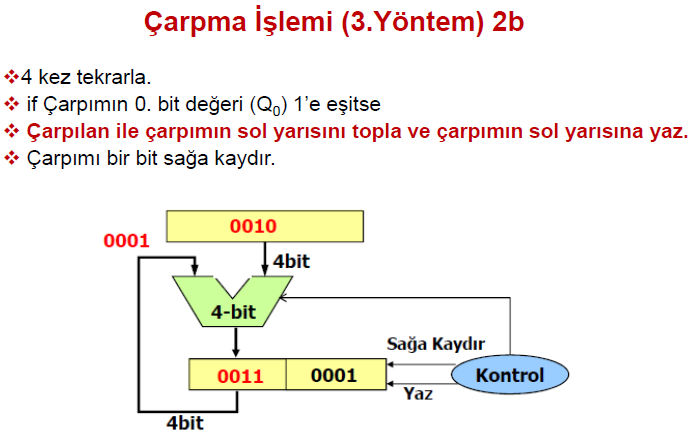 Çarpma İşlemi (3.Yöntem) 2b
❖4 kez tekrarla.
❖ if Çarpımın 0. bit değeri (Q0) 1’e eşitse
❖ Çarpılan ile çarpımın sol yarısını topla ve çarpımın sol yarısına yaz.
❖ Çarpımı bir bit sağa kaydır.
0010
0001
4bit
4-bit
Sağa Kaydır
0011 0001
Kontrol
Yaz
4bit